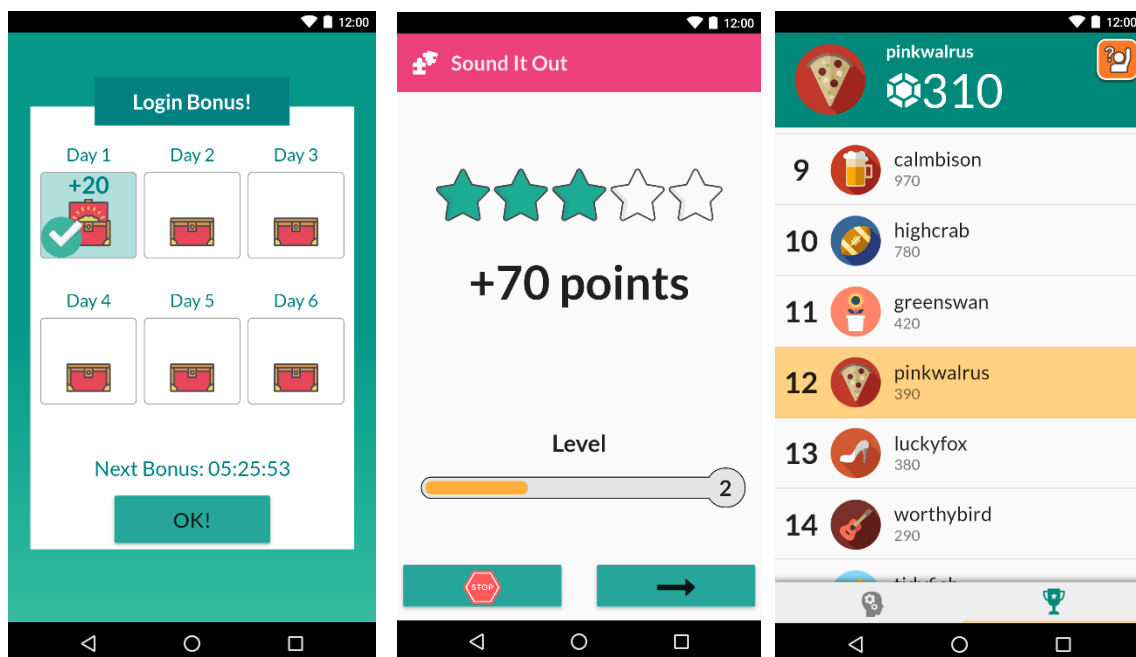 12:00
Login Bonus!
Day 1 Day 2 Day 3
+20
Day 4 Day 5 Day 6
Next Bonus: 05:25:53
OK!
12:00
Sound It Out
+70 points
Level
2
STOP
12:00
pinkwalrus
310
9 calmbison
970
10 highcrab
780
11 greenswan
420
12 pinkwalrus
390
13 luckyfox
380
14 worthybird
290